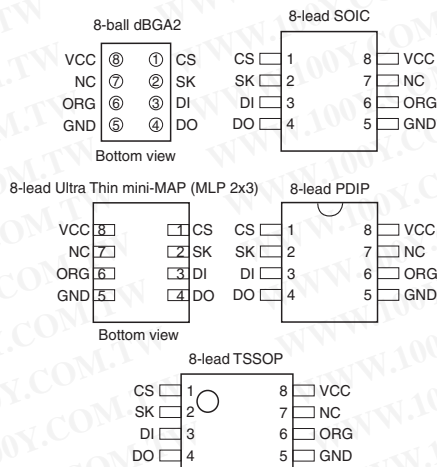 8-ball dBGA2
VCC 8 1 CS
NC 7 2 SK
ORG 6 3 DI
GND 5 4 DO
Bottom view
8-lead SOIC
CS 1 8 VCC
SK 2 7 NC
DI 3 6 ORG
DO 4 5 GND
8-lead Ultra Thin mini-MAP (MLP 2x3)
VCC 8 1 CS
NC 7 2 SK
ORG 6 3 DI
GND 5 4 DO
Bottom view
8-lead PDIP
CS 1 8 VCC
SK 2 7 NC
DI 3 6 ORG
DO 4 5 GND
8-lead TSSOP
CS 1 8 VCC
SK 2 7 NC
DI 3 6 ORG
DO 4 5 GND
WWW.100Y.COM.TW